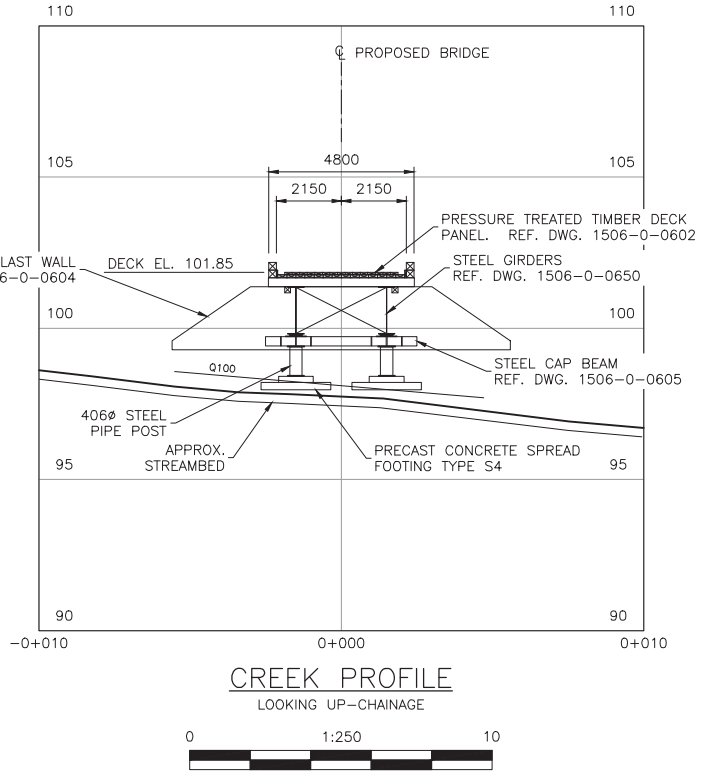 110 110
℄ PROPOSED BRIDGE
105 105
4800
2150 2150
PRESSURE TREATED TIMBER DECK
PANEL. REF. DWG. 1506-0-0602
LAST WALL
6-0-0604
DECK EL. 101.85
STEEL GIRDERS
REF. DWG. 1506-0-0650
100 100
Q100
STEEL CAP BEAM
REF. DWG. 1506-0-0605
406ø STEEL
PIPE POST
APPROX.
STREAMBED
PRECAST CONCRETE SPREAD
FOOTING TYPE S4
95 95
90 90
-0+010 0+000 0+010
CREEK PROFILE
LOOKING UP-CHAINAGE
0 1:250 10